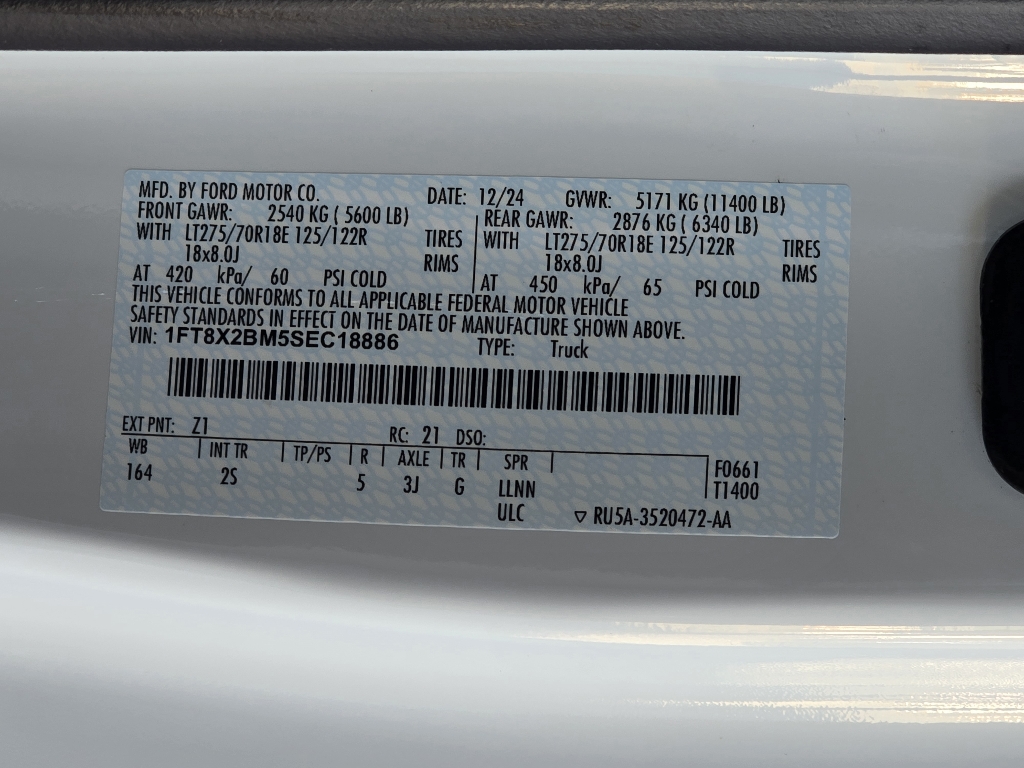 MFD. BY FORD MOTOR CO. DATE: 12/24 GVWR: 5171 KG (11400 LB)
FRONT GAWR: 2540 KG ( 5600 LB) REAR GAWR: 2876 KG ( 6340 LB)
WITH LT275/70R18E 125/122R TIRES WITH LT275/70R18E 125/122R TIRES
18x8.0J RIMS 18x8.0J RIMS
AT 420 kPa/ 60 PSI COLD AT 450 kPa/ 65 PSI COLD
THIS VEHICLE CONFORMS TO ALL APPLICABLE FEDERAL MOTOR VEHICLE
SAFETY STANDARDS IN EFFECT ON THE DATE OF MANUFACTURE SHOWN ABOVE.
VIN: 1FT8X2BM5SEC18886 TYPE: Truck
EXT PNT: Z1 RC: 21 DSO:
WB INT TR TP/PS R AXLE TR SPR F0661
164 2S 5 3J G LLNN T1400
ULC RU5A-3520472-AA